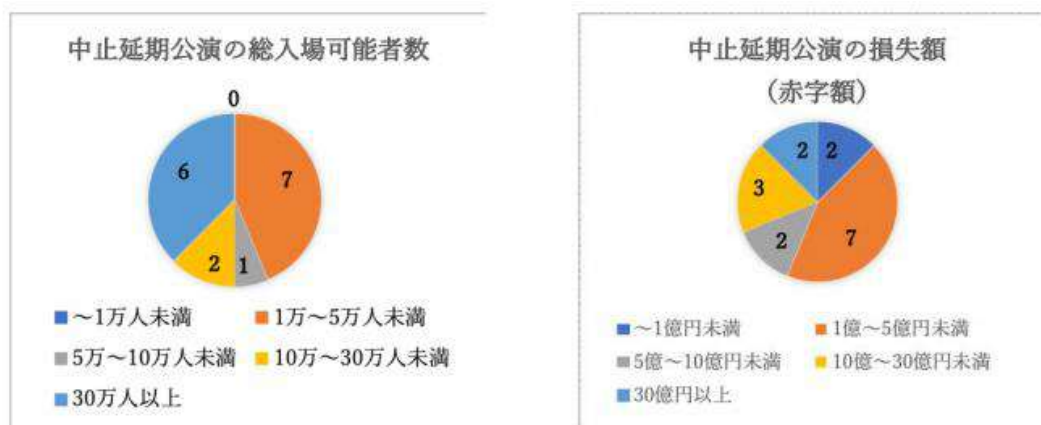 中止延期公演の総入場可能者数
0
6
7
2
1
～1万人未満
1万～5万人未満
5万～10万人未満
10万～30万人未満
30万人以上
中止延期公演の損失額
（赤字額）
2
2
3
2
7
～1億円未満
1億～5億円未満
5億～10億円未満
10億～30億円未満
30億円以上